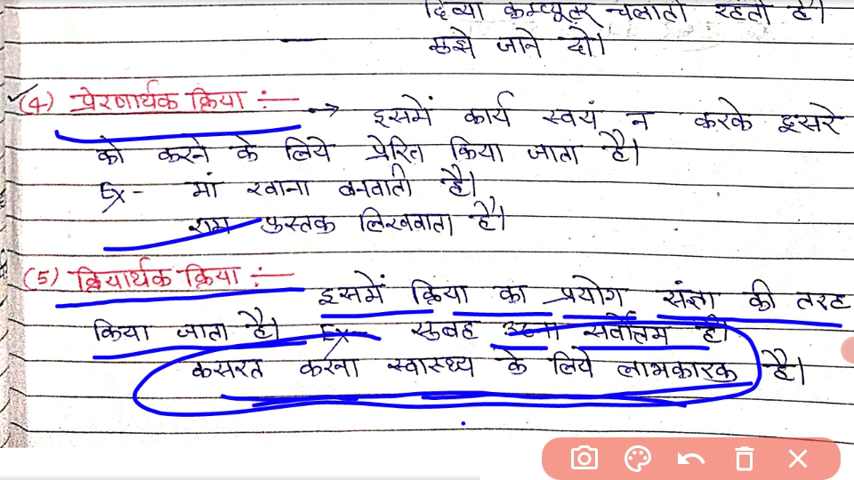 दिव्या कम्प्यूटर चलाती रहती है।
मुझे जाने दो।
(4) प्रेरणार्थक क्रिया :— → इसमें कार्य स्वयं न करके दूसरे
को करने के लिये प्रेरित किया जाता है।
Ex - मां खाना बनवाती है।
राम पुस्तक लिखवाता है।
(5) क्रियार्थक क्रिया :— इसमें क्रिया का प्रयोग संज्ञा की तरह
किया जाता है। Ex - सुबह उठना सर्वोत्तम है।
कसरत करना स्वास्थ्य के लिये लाभकारक है।